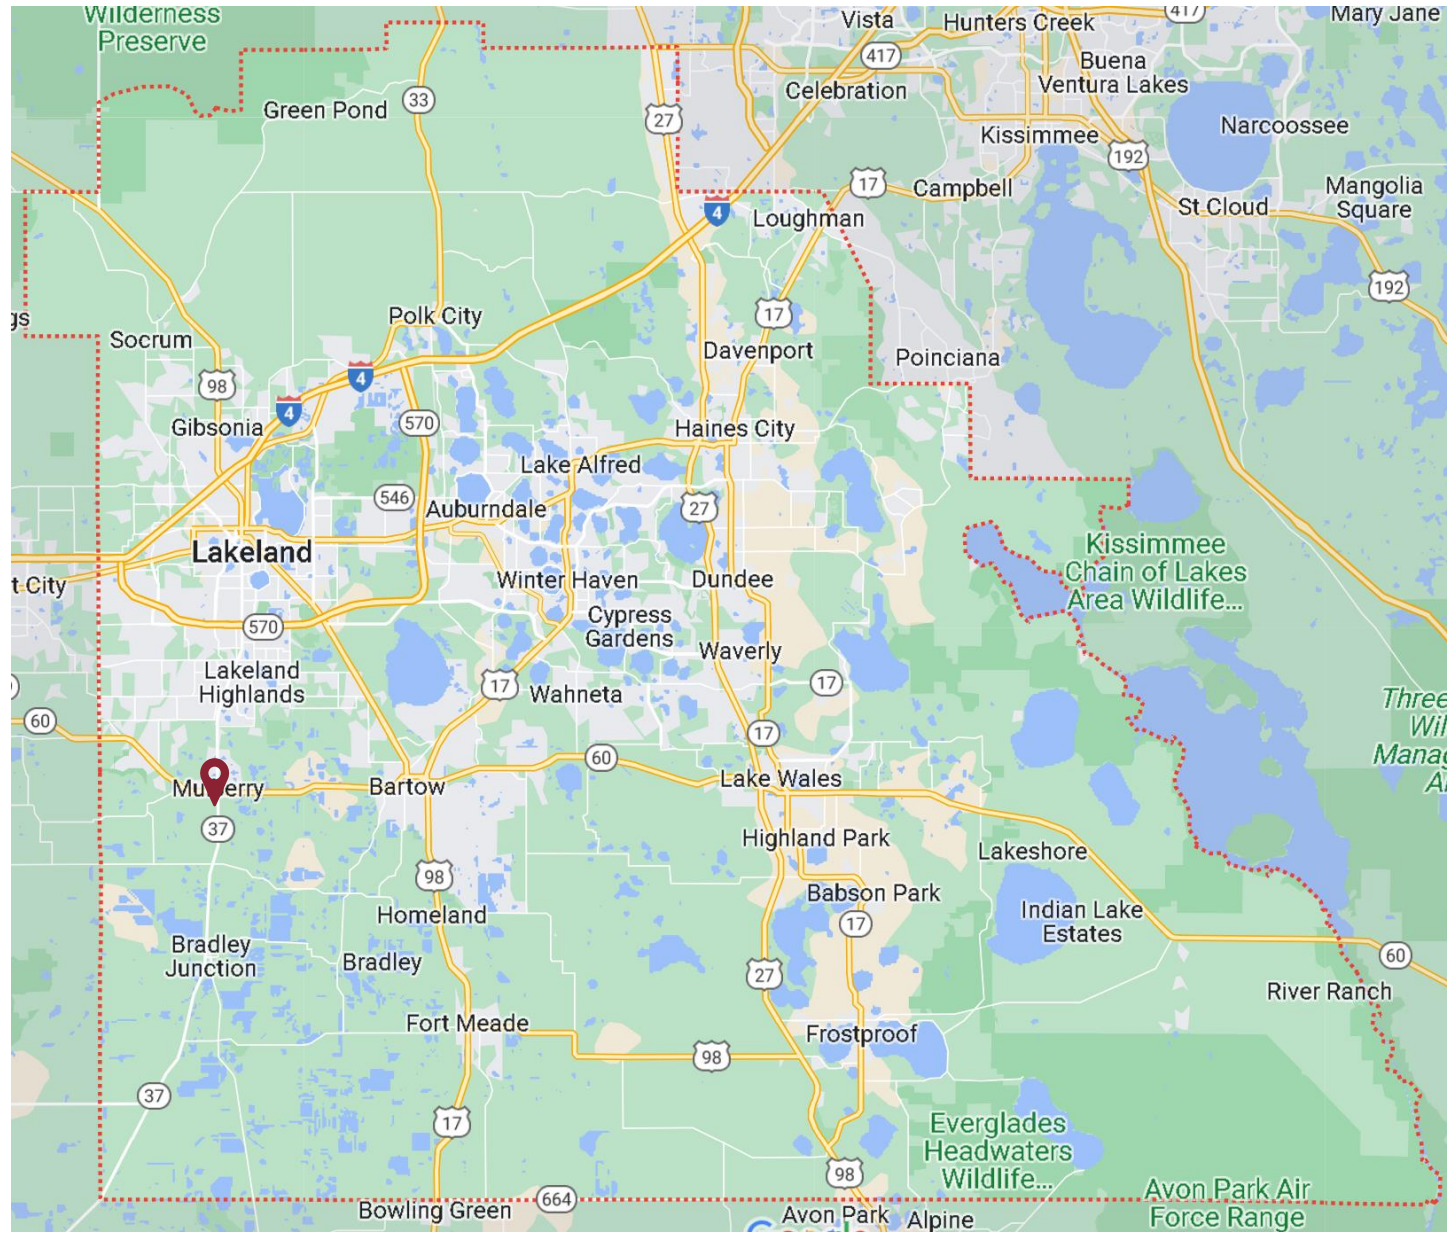 Wilderness
Preserve
Vista
Hunters Creek
417
Mary Jane
417
Buena
Ventura Lakes
Celebration
33
Green Pond
27
Narcoossee
Kissimmee
192
17
Campbell
Mangolia
Square
St Cloud
4
Loughman
192
gs
Polk City
17
Socrum
Davenport
Poinciana
4
98
4
Gibsonia
570
Haines City
Lake Alfred
546
Auburndale
27
Lakeland
Kissimmee
Chain of Lakes
Area Wildlife...
t City
Winter Haven
Dundee
Cypress
Gardens
570
Waverly
Lakeland
Highlands
17
Wahneta
17
60
Three
Wil
Manag
A
17
60
Mulberry
Bartow
Lake Wales
37
Highland Park
Lakeshore
98
Babson Park
Homeland
17
Indian Lake
Estates
Bradley
Junction
Bradley
27
60
River Ranch
Fort Meade
Frostproof
98
37
17
Everglades
Headwaters
Wildlife...
98
664
Avon Park Air
Force Range
Bowling Green
Avon Park
Alpine